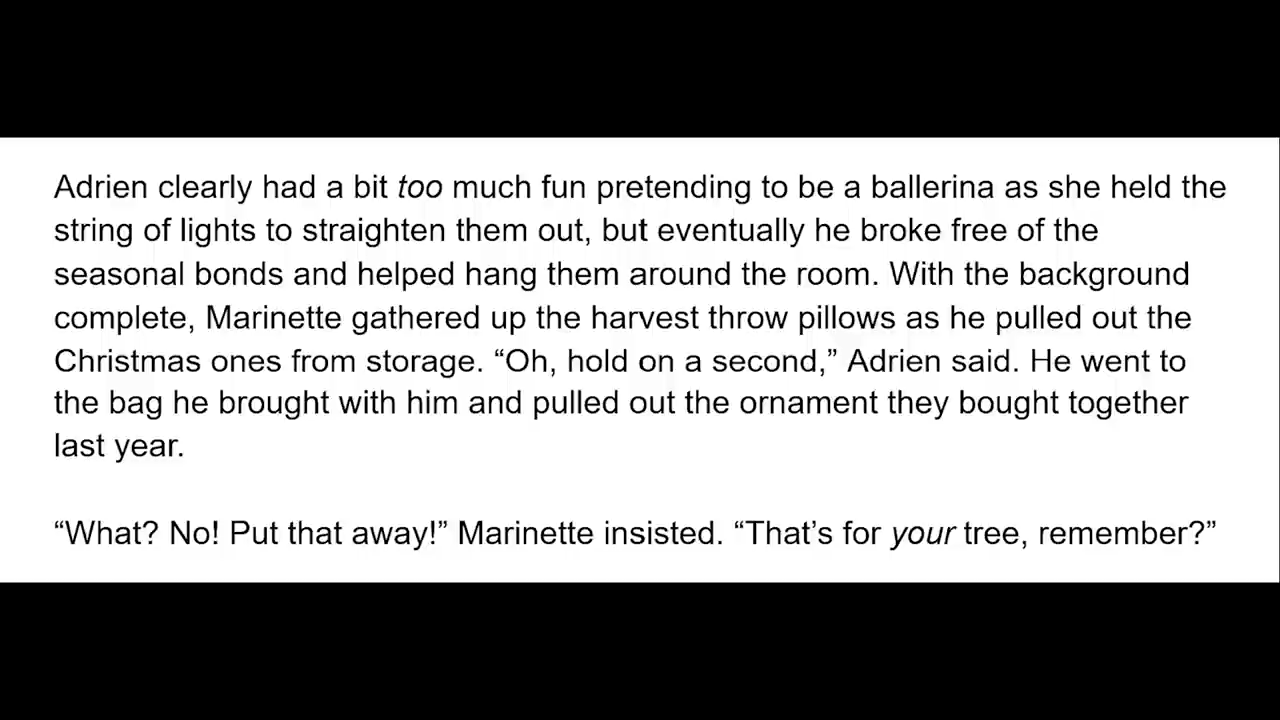 Adrien clearly had a bit too much fun pretending to be a ballerina as she held the
string of lights to straighten them out, but eventually he broke free of the
seasonal bonds and helped hang them around the room. With the background
complete, Marinette gathered up the harvest throw pillows as he pulled out the
Christmas ones from storage. “Oh, hold on a second,” Adrien said. He went to
the bag he brought with him and pulled out the ornament they bought together
last year.
“What? No! Put that away!” Marinette insisted. “That’s for your tree, remember?”